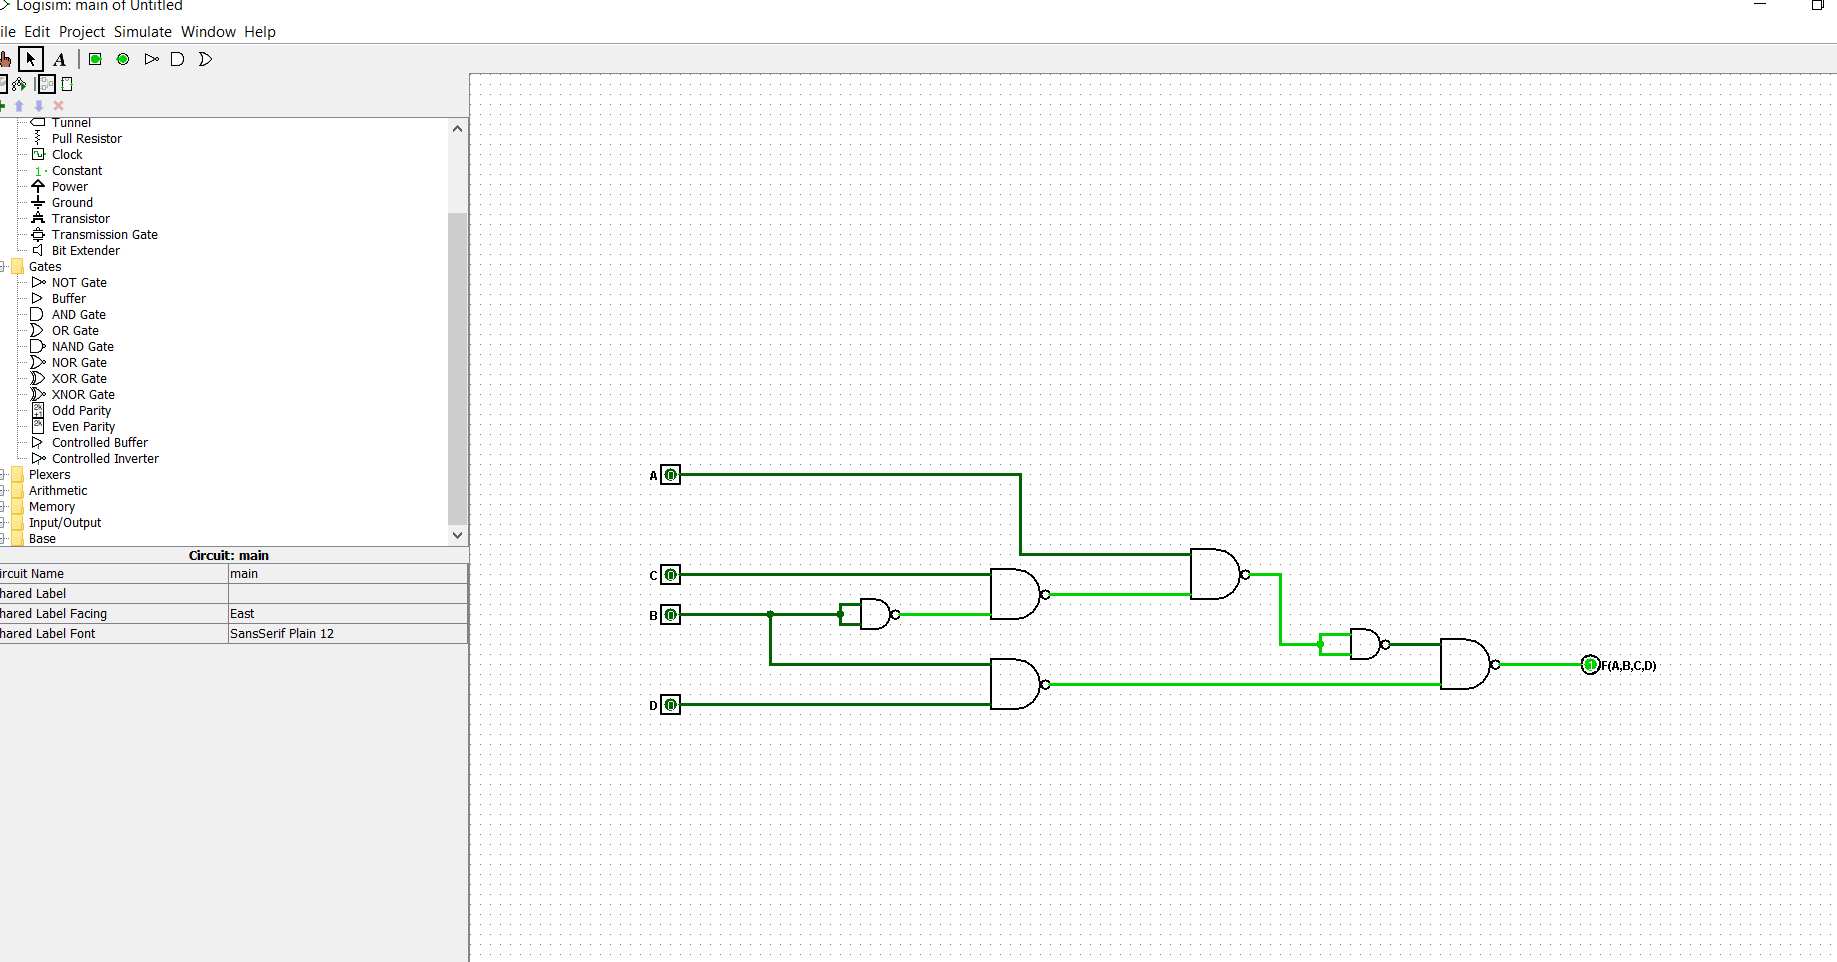 Logisim: main of Untitled
ile Edit Project Simulate Window Help
A
Tunnel
Pull Resistor
Clock
1 Constant
Power
Ground
Transistor
Transmission Gate
Bit Extender
Gates
NOT Gate
Buffer
AND Gate
OR Gate
NAND Gate
NOR Gate
XOR Gate
XNOR Gate
2k+1 Odd Parity
2k Even Parity
Controlled Buffer
Controlled Inverter
Plexers
Arithmetic
Memory
Input/Output
Base
Circuit: main
ircuit Name main
hared Label
hared Label Facing East
hared Label Font SansSerif Plain 12
A 0
C 0
B 0
D 0
1 F(A,B,C,D)